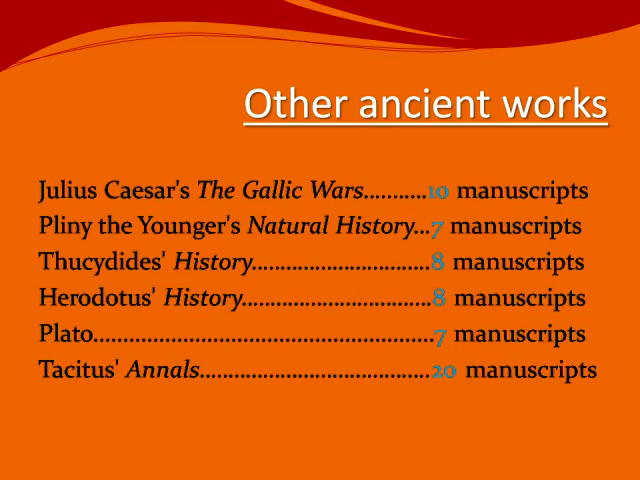 Other ancient works
Julius Caesar's The Gallic Wars...........10 manuscripts
Pliny the Younger's Natural History...7 manuscripts
Thucydides' History...............................8 manuscripts
Herodotus' History.................................8 manuscripts
Plato...........................................................7 manuscripts
Tacitus' Annals........................................20 manuscripts